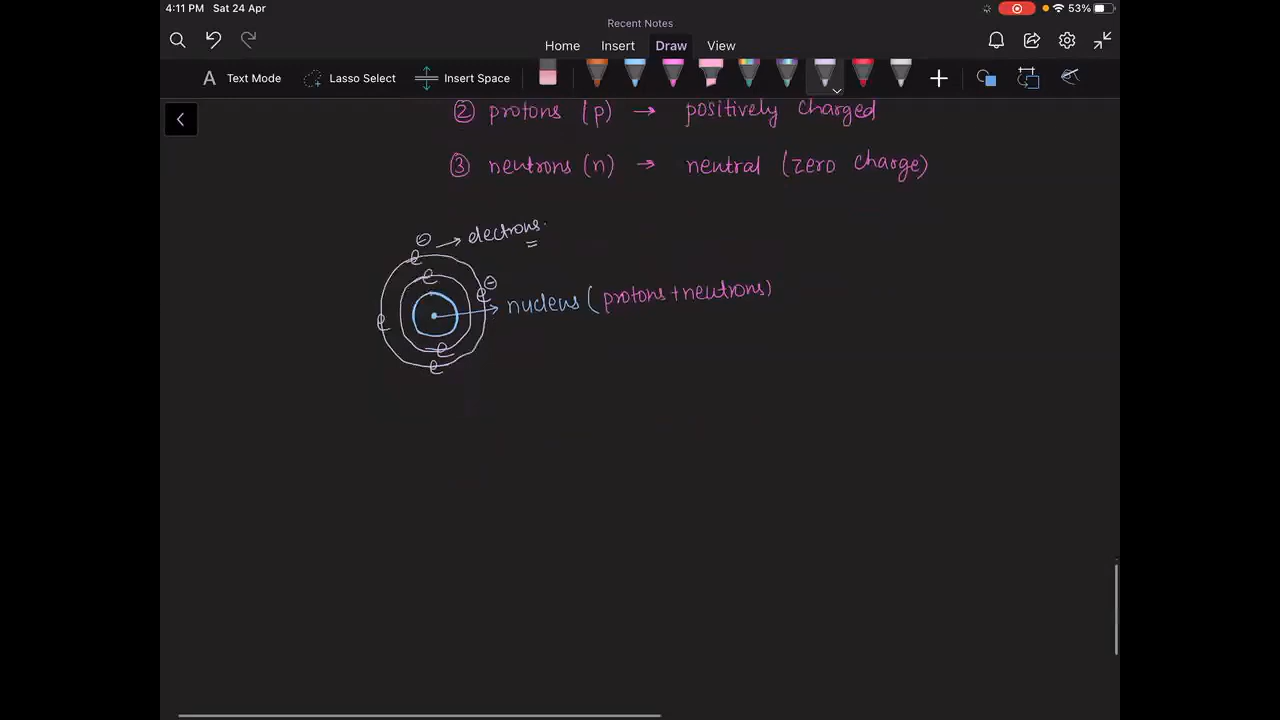 4:11 PM Sat 24 Apr
53%
Recent Notes
Home Insert Draw View
A Text Mode Lasso Select Insert Space
② protons (p) → positively charged
③ neutrons (n) → neutral (zero charge)
⊖ → electrons
e
e
e ⊖
nucleus (protons + neutrons)
e
e
e